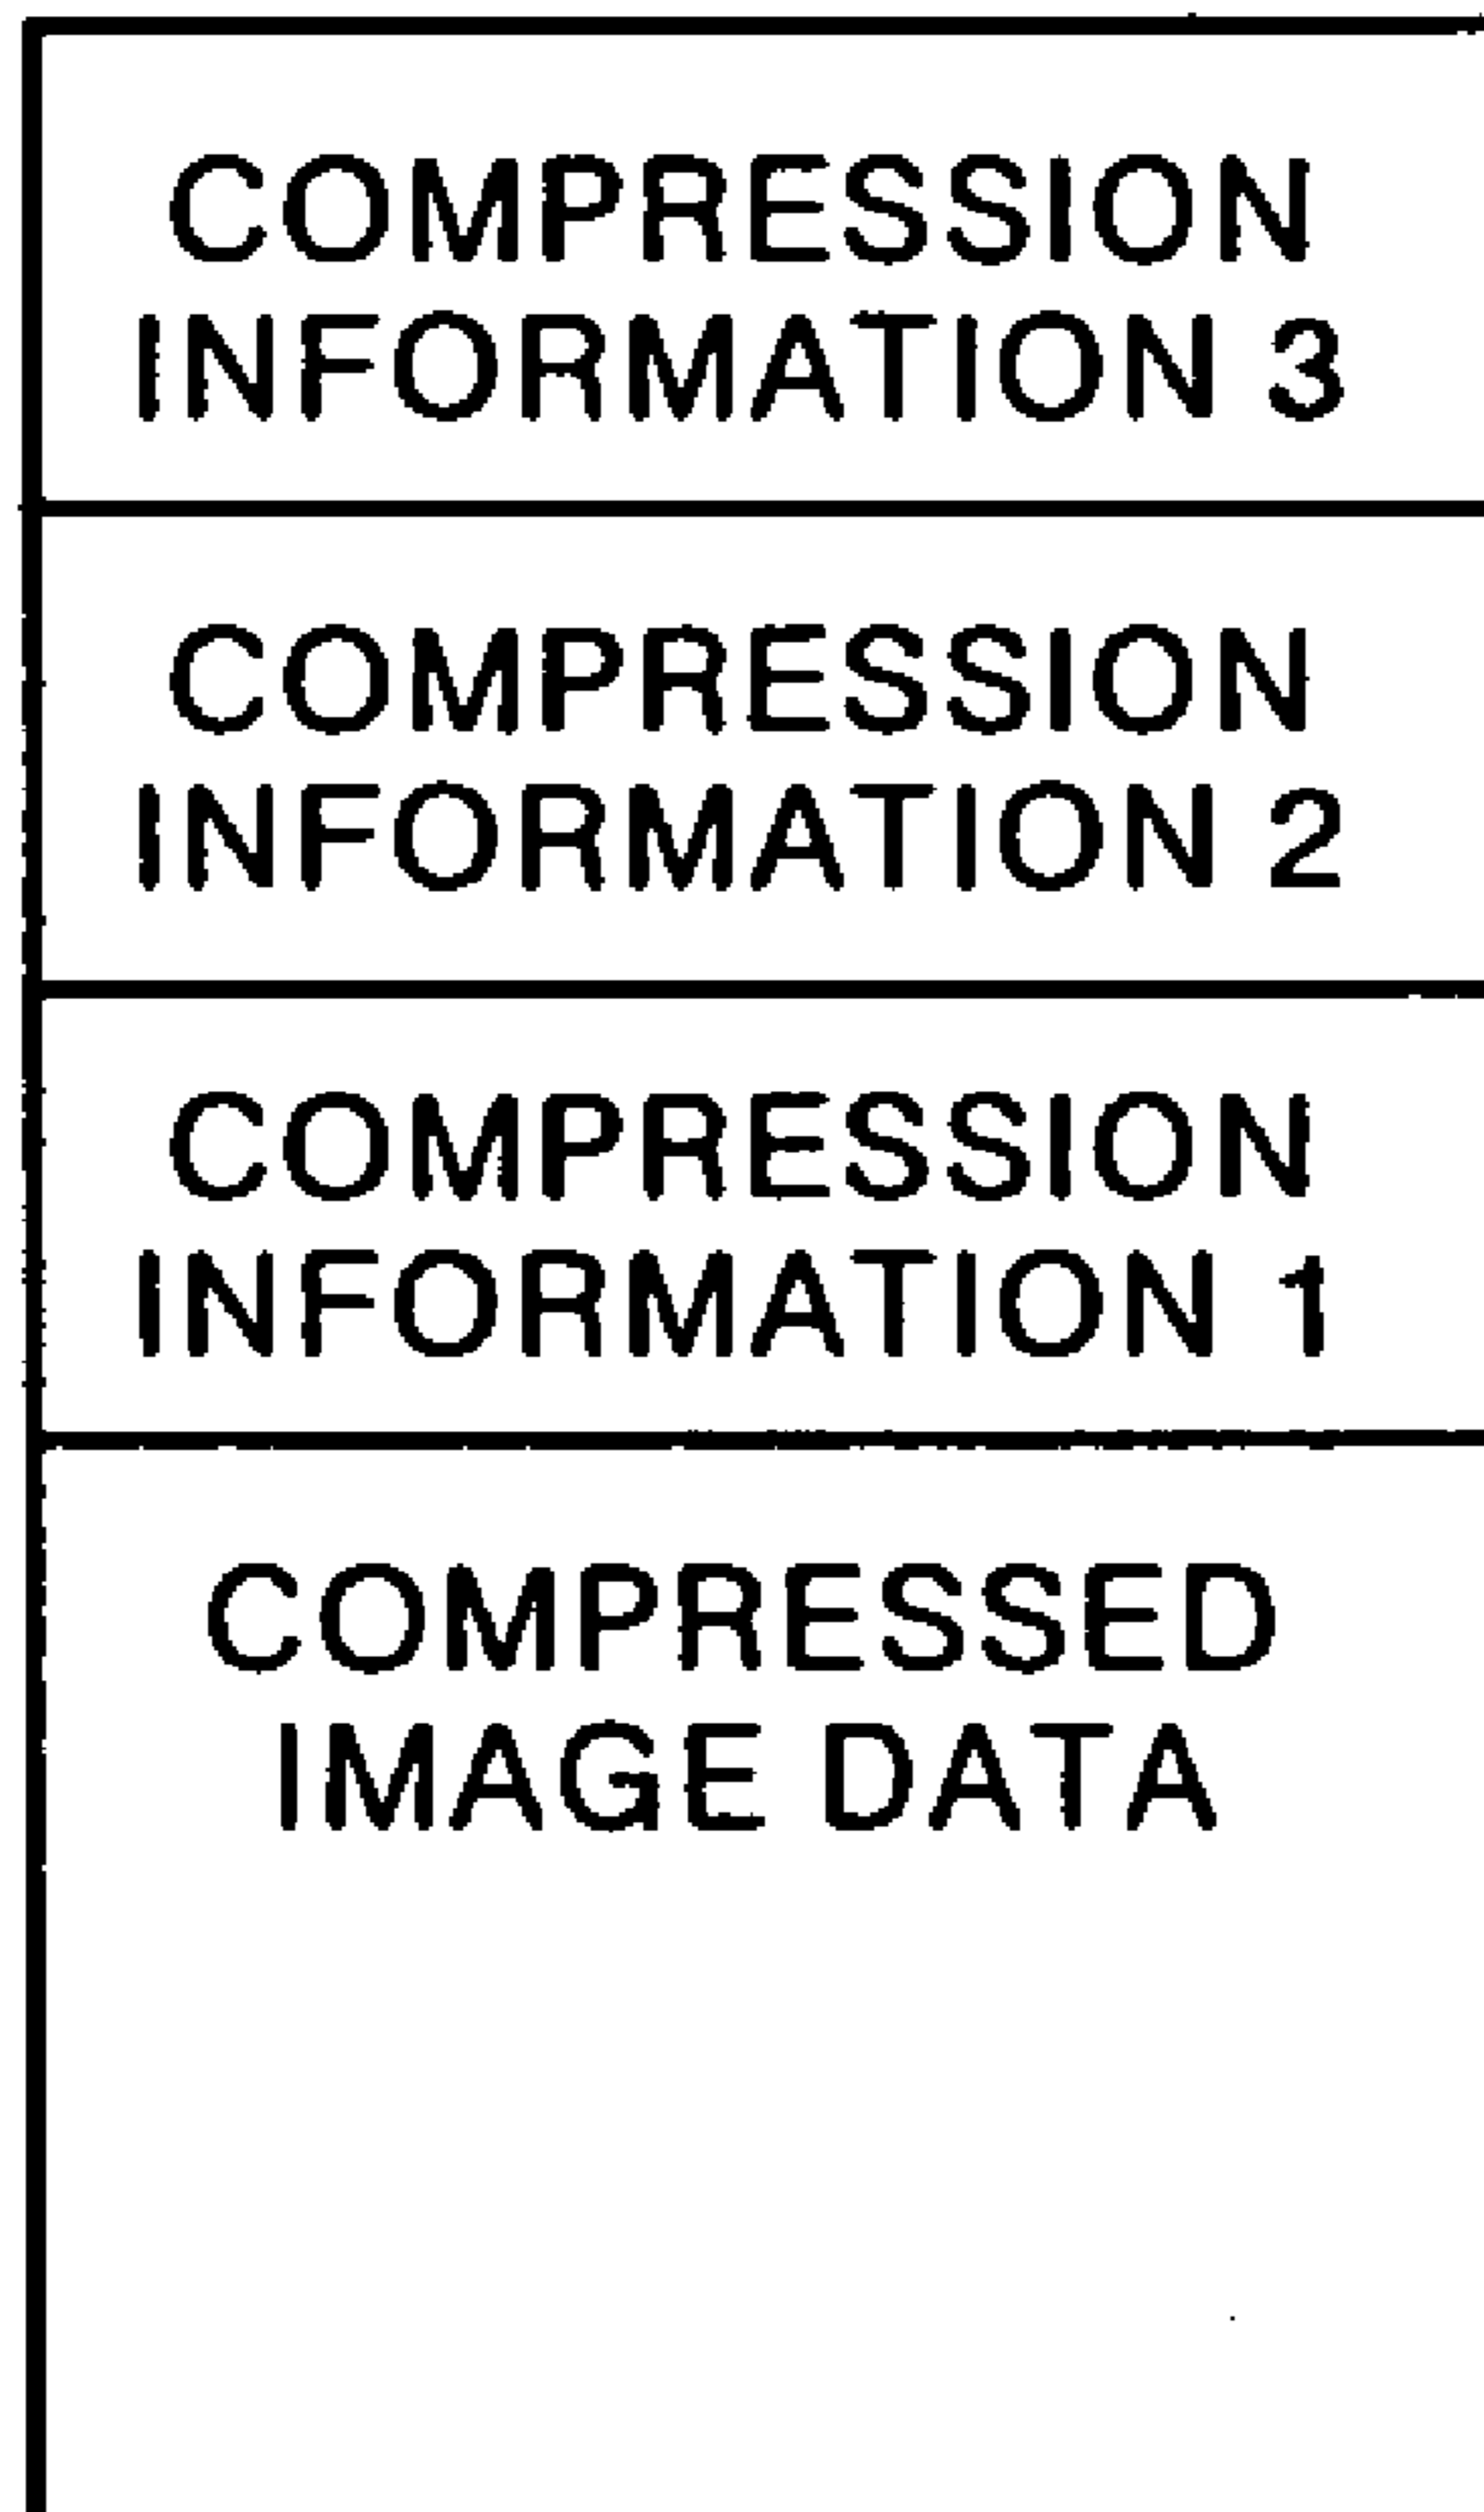 COMPRESSION
INFORMATION 3
COMPRESSION
INFORMATION 2
COMPRESSION
INFORMATION 1
COMPRESSED
IMAGE DATA